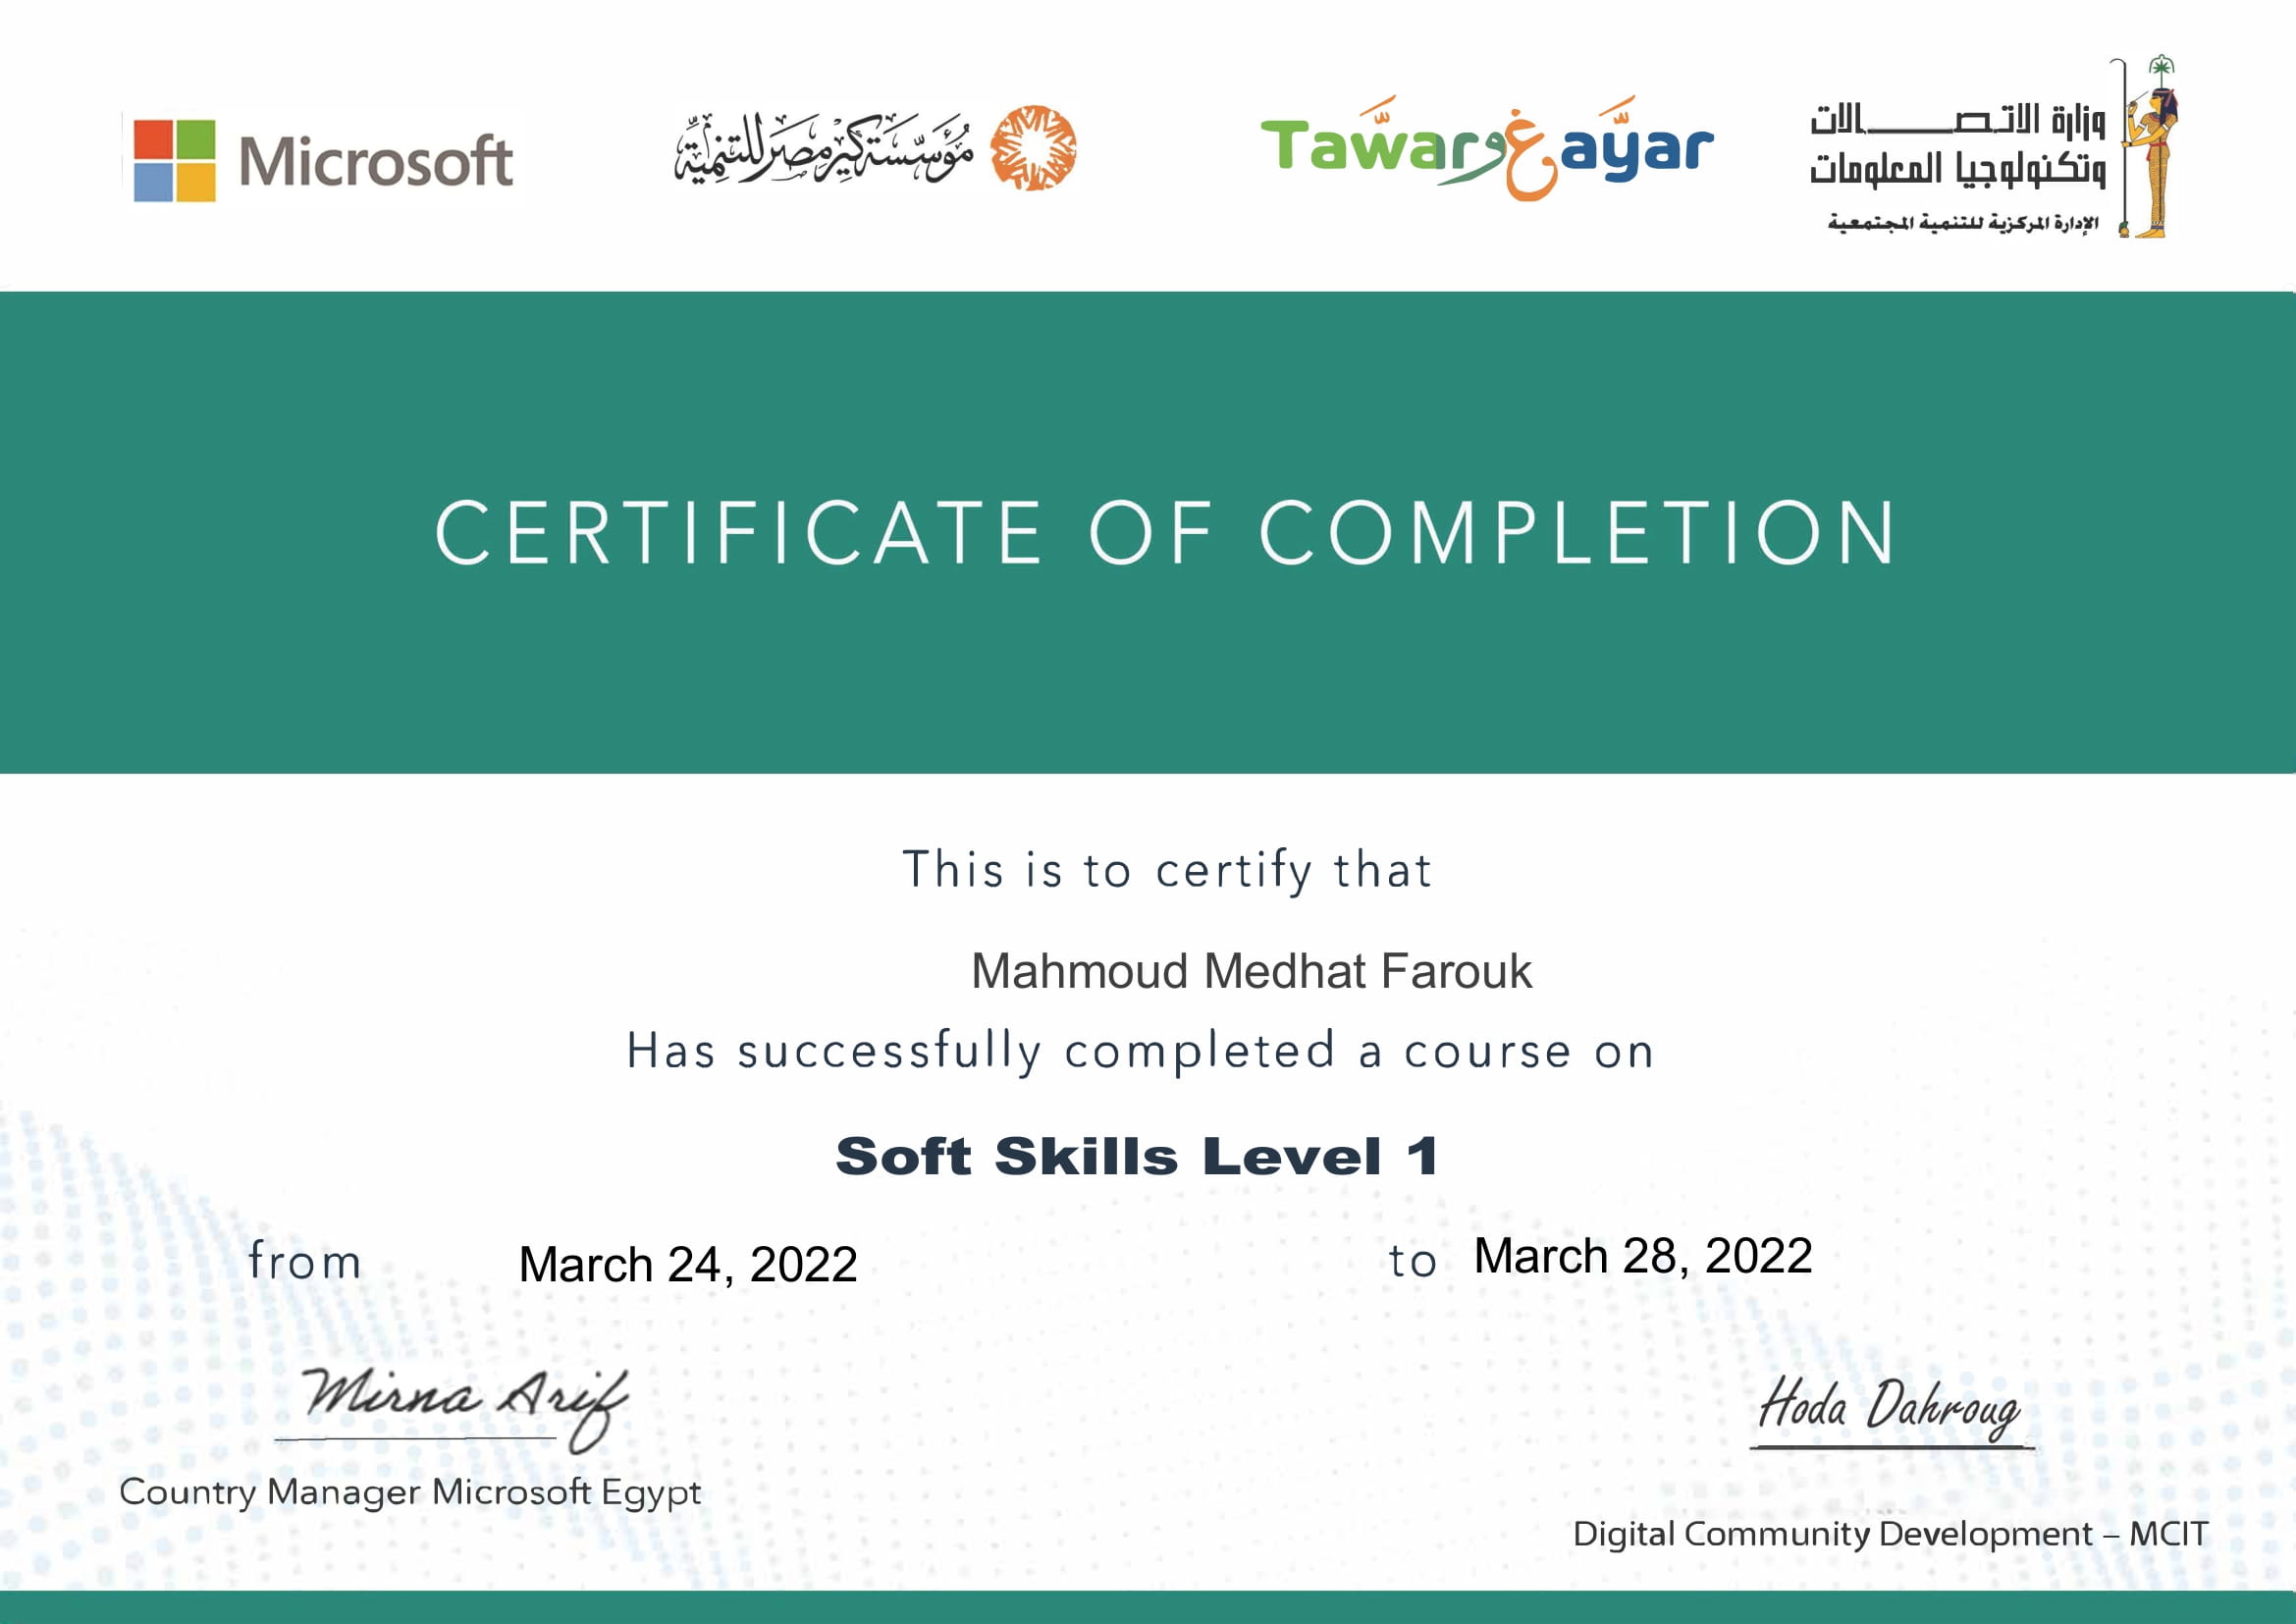 Microsoft
مؤسسة كير مصر للتنمية
Tawar وغ ayar
وزارة الاتصــــالات
وتكنولوجيا المعلومات
الإدارة المركزية للتنمية المجتمعية
CERTIFICATE OF COMPLETION
This is to certify that
Mahmoud Medhat Farouk
Has successfully completed a course on
Soft Skills Level 1
from March 24, 2022 to March 28, 2022
Mirna Arif
Country Manager Microsoft Egypt
Hoda Dahroug
Digital Community Development – MCIT